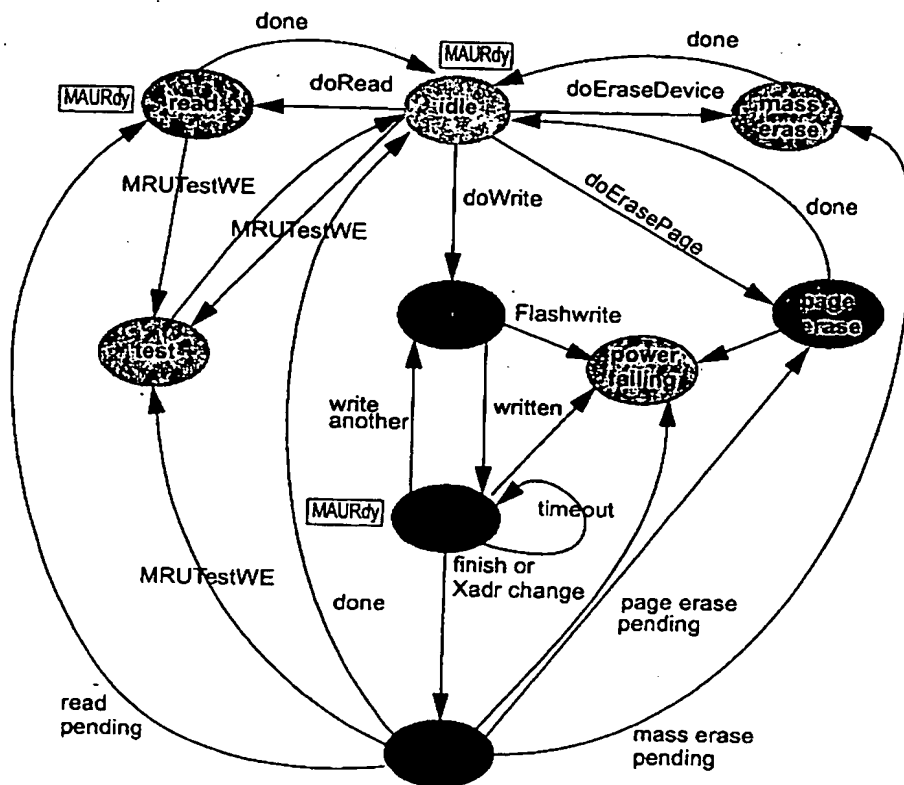 done
done
MAURdy
MAURdy
read
doRead
idle
doEraseDevice
mass
erase
MRUTestWE
MRUTestWE
doWrite
doErasePage
done
test
Flashwrite
page
erase
power
failing
write
another
written
MAURdy
timeout
finish or
Xadr change
MRUTestWE
done
page erase
pending
read
pending
mass erase
pending